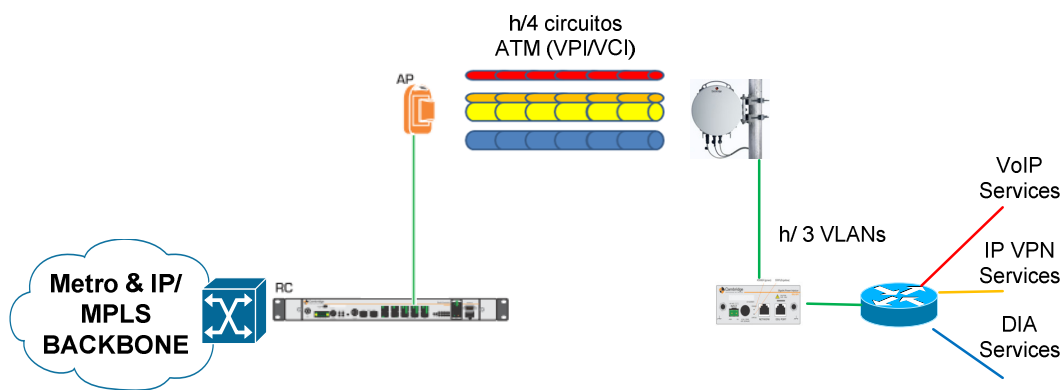 h/4 circuitos
ATM (VPI/VCI)
AP
VoIP
Services
h/ 3 VLANs
IP VPN
Services
Metro & IP/
MPLS
BACKBONE
RC
Cambridge
DIA
Services